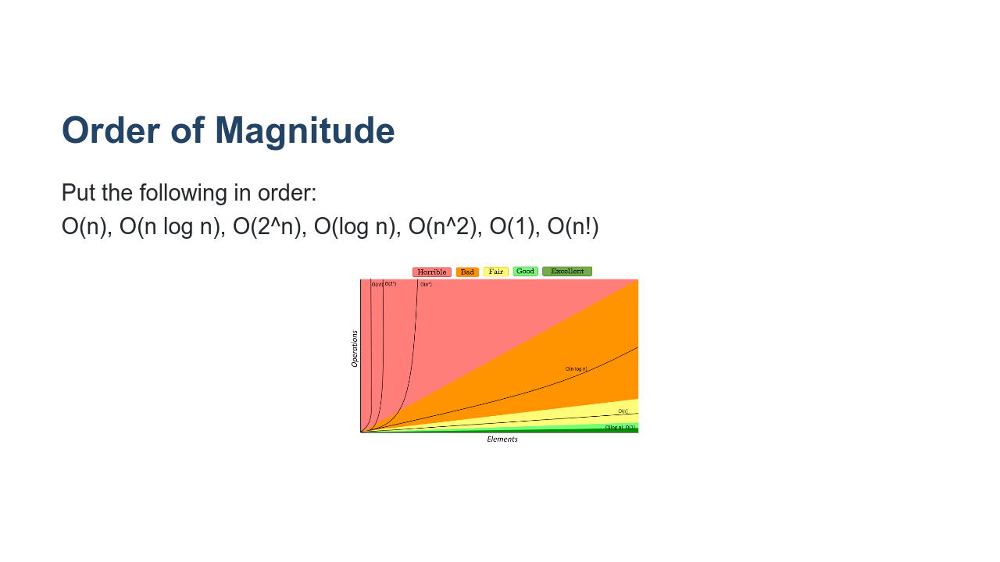 Order of Magnitude
Put the following in order:
O(n), O(n log n), O(2^n), O(log n), O(n^2), O(1), O(n!)
Horrible Bad Fair Good Excellent
O(n!) O(2ⁿ) O(n²)
Operations
O(n log n)
O(n)
O(log n), O(1)
Elements